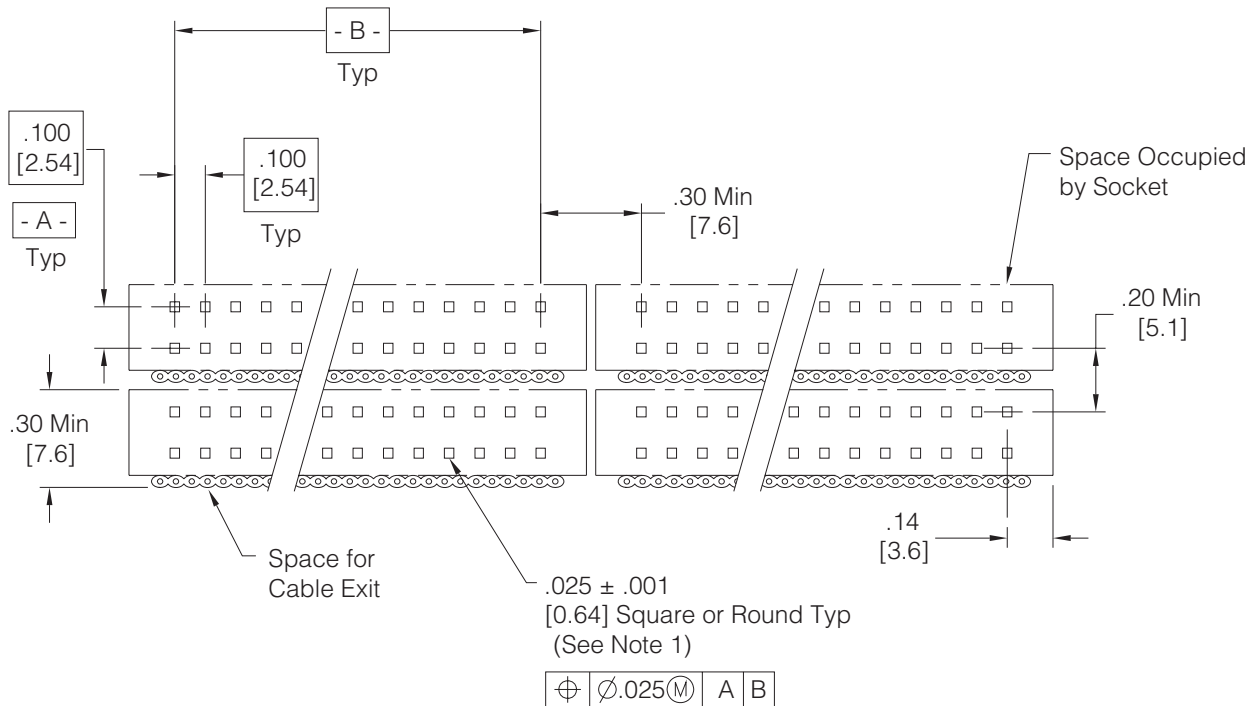 - B -
Typ
.100
[2.54]
- A -
Typ
.100
[2.54]
Typ
.30 Min
[7.6]
Space Occupied
by Socket
.20 Min
[5.1]
.30 Min
[7.6]
.14
[3.6]
Space for
Cable Exit
.025 ± .001
[0.64] Square or Round Typ
(See Note 1)
⌖ ∅.025Ⓜ A B